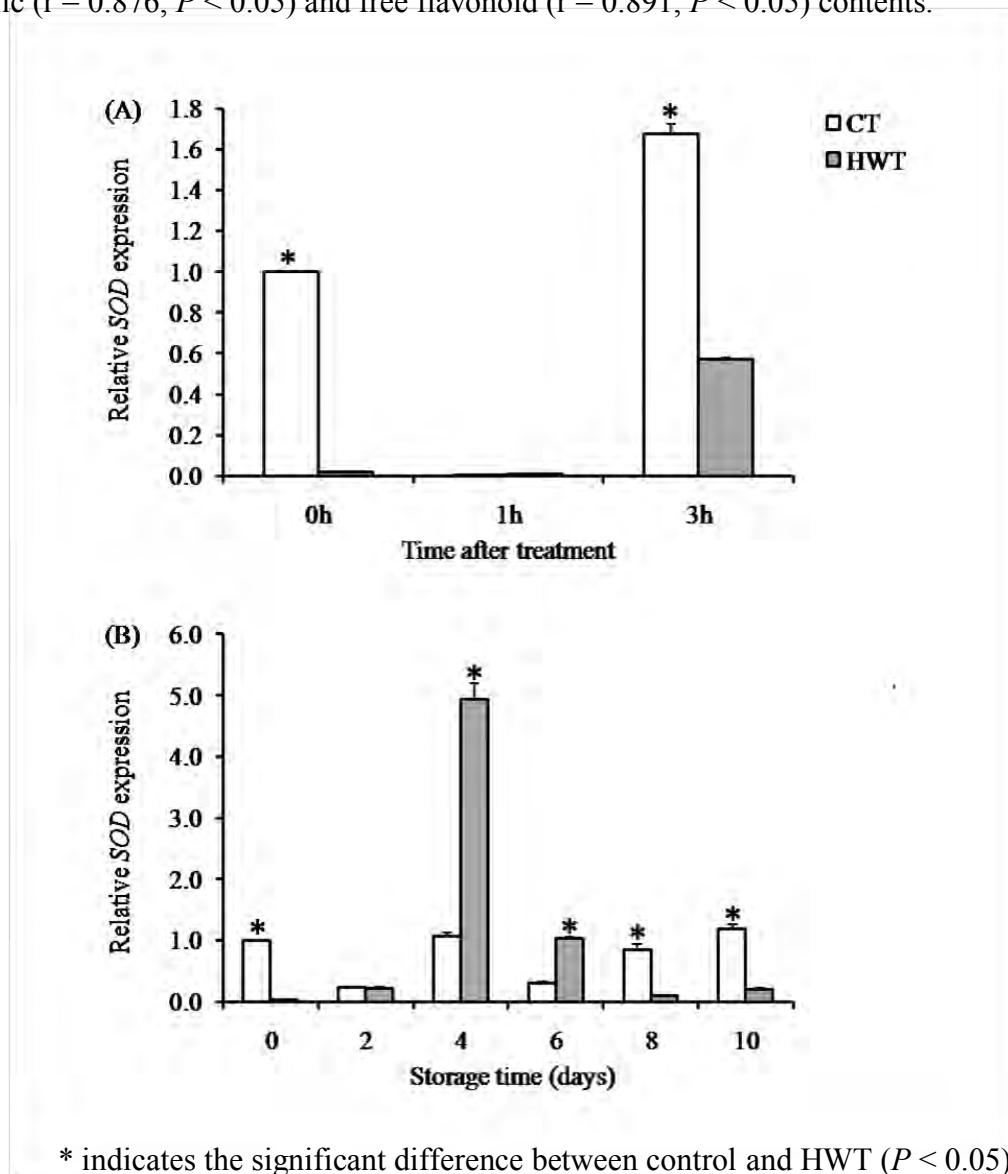 ic (r = 0.876, P < 0.05) and free flavonoid (r = 0.891, P < 0.05) contents.
(A)
Relative SOD expression
1.8
1.6
1.4
1.2
1.0
0.8
0.6
0.4
0.2
0.0
*
*
CT
HWT
0h 1h 3h
Time after treatment
(B)
Relative SOD expression
6.0
5.0
4.0
3.0
2.0
1.0
0.0
*
*
*
*
*
0 2 4 6 8 10
Storage time (days)
* indicates the significant difference between control and HWT (P < 0.05)